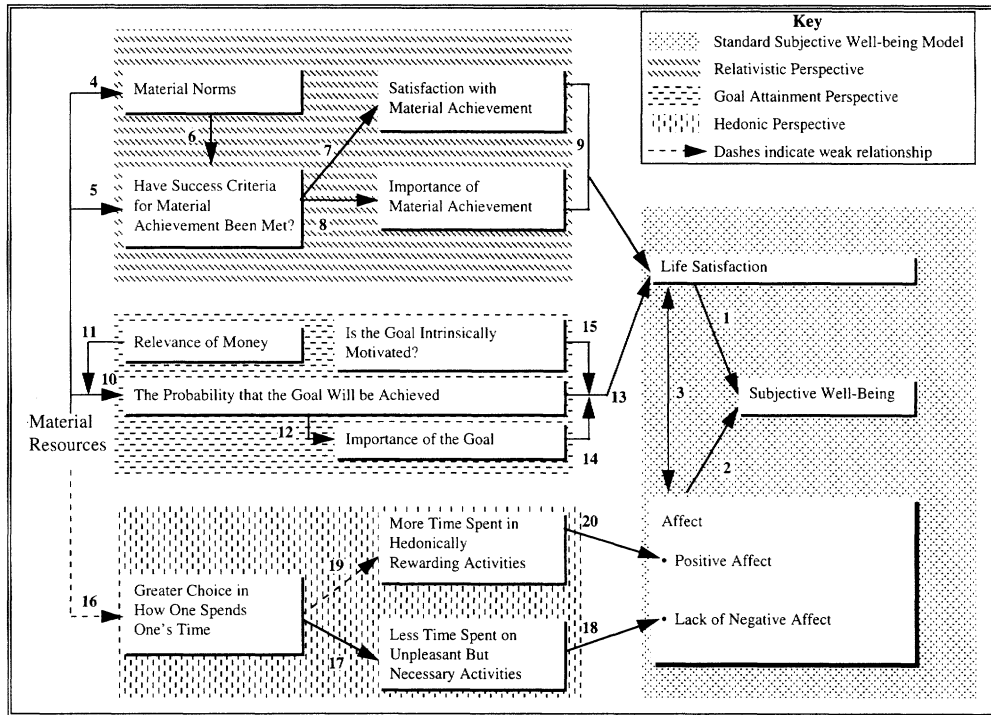 Key
Standard Subjective Well-being Model
Relativistic Perspective
Goal Attainment Perspective
Hedonic Perspective
Dashes indicate weak relationship
4
Material Norms
Satisfaction with
Material Achievement
6
7
9
5
Have Success Criteria
for Material
Achievement Been Met?
Importance of
Material Achievement
8
Life Satisfaction
1
11
Relevance of Money
Is the Goal Intrinsically
Motivated?
15
10
The Probability that the Goal Will be Achieved
13
3
Subjective Well-Being
Material
Resources
12
Importance of the Goal
14
2
More Time Spent in
Hedonically
Rewarding Activities
20
Affect
• Positive Affect
19
16
Greater Choice in
How One Spends
One's Time
17
Less Time Spent on
Unpleasant But
Necessary Activities
18
• Lack of Negative Affect